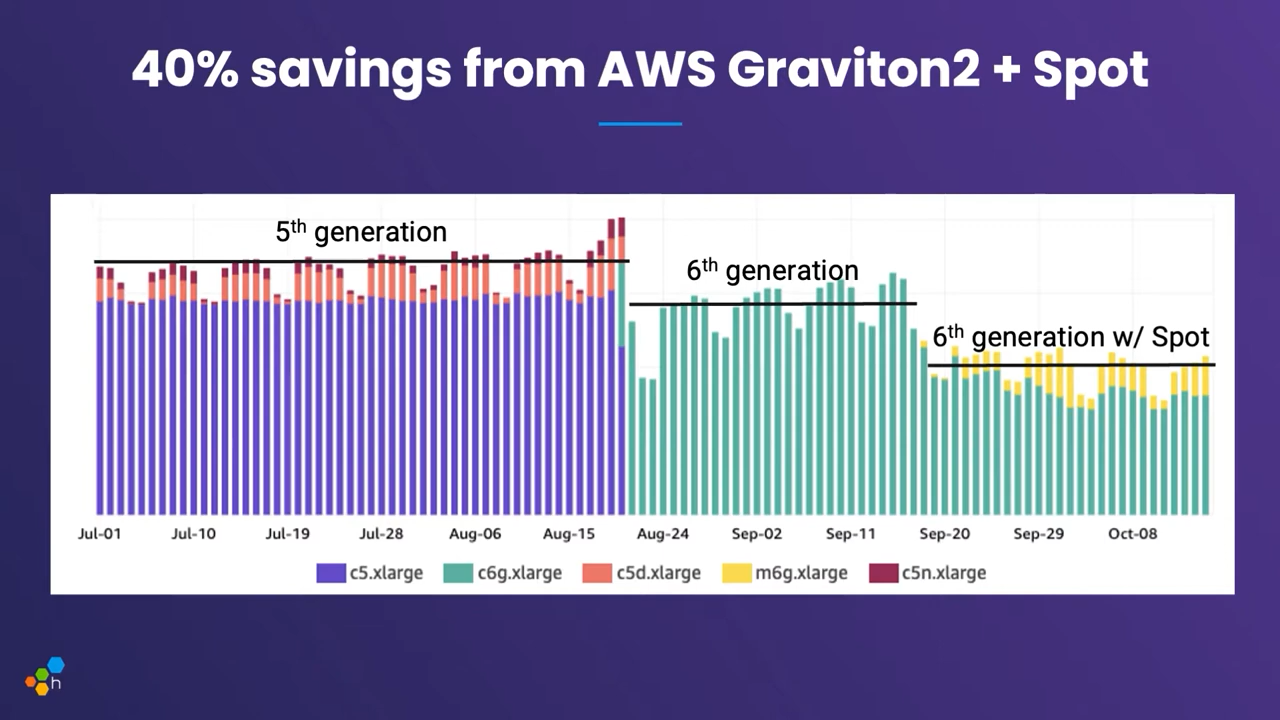 40% savings from AWS Graviton2 + Spot
5th generation
6th generation
6th generation w/ Spot
Jul-01 Jul-10 Jul-19 Jul-28 Aug-06 Aug-15 Aug-24 Sep-02 Sep-11 Sep-20 Sep-29 Oct-08
c5.xlarge c6g.xlarge c5d.xlarge m6g.xlarge c5n.xlarge
h